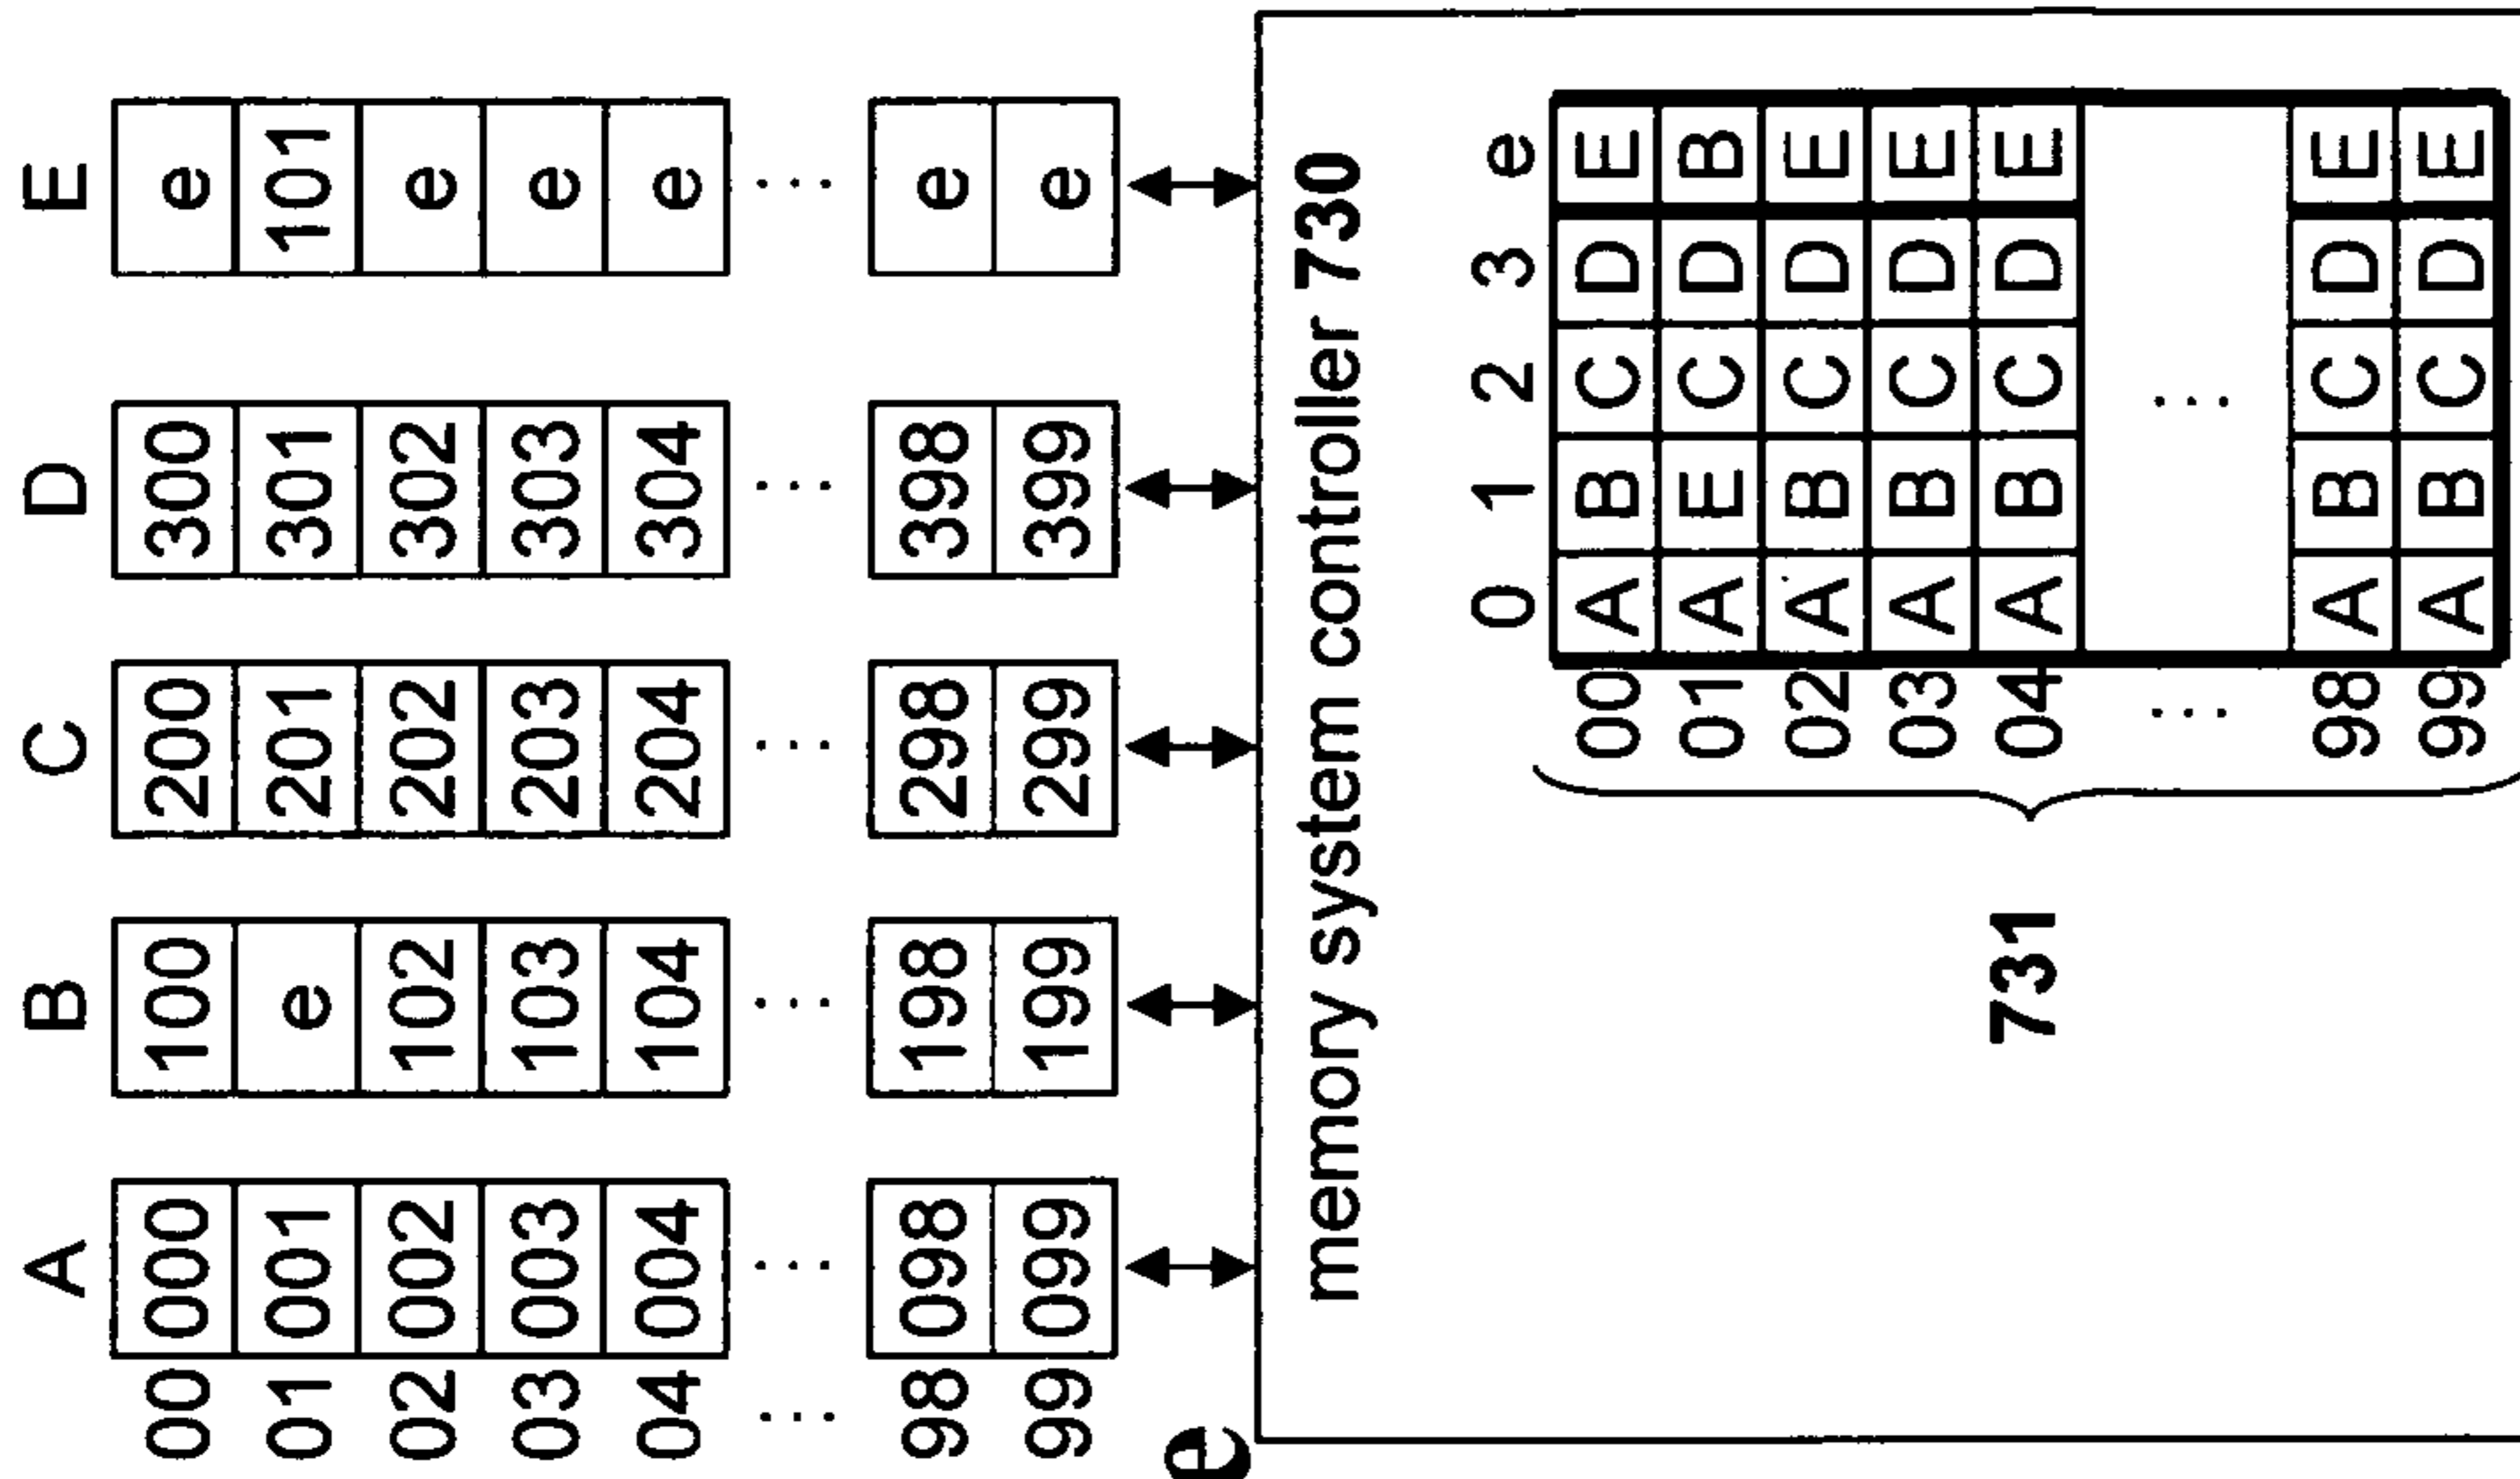 A B C D E
00 000 100 200 300 e
01 001 e 201 301 101
02 002 102 202 302 e
03 003 103 203 303 e
04 004 104 204 304 e
... ... ... ... ... ...
98 098 198 298 398 e
99 099 199 299 399 e
e
memory system controller 730
0 1 2 3 e
00 A B C D E
01 A E C D B
02 A B C D E
03 A B C D E
04 A B C D E
... ...
98 A B C D E
99 A B C D E
731